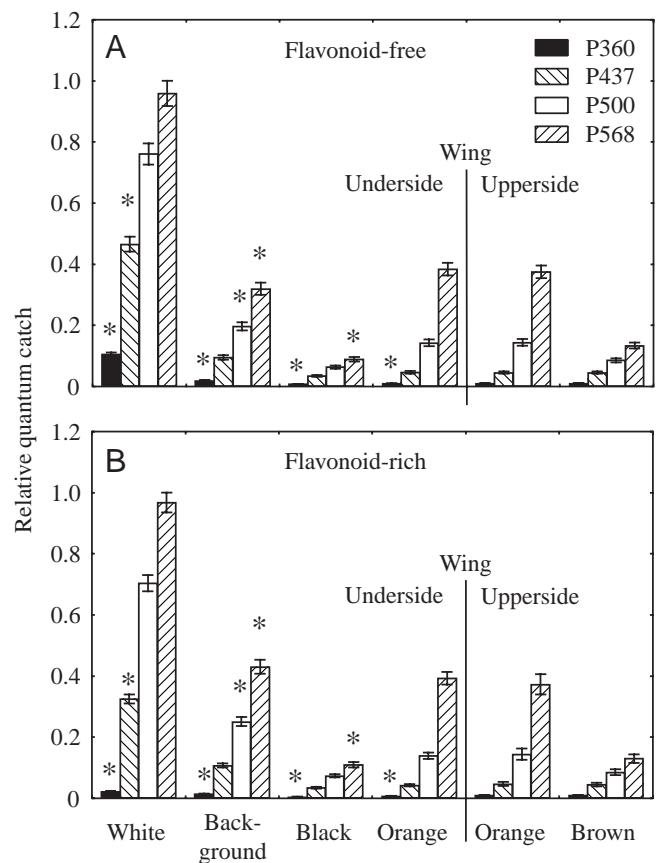 Relative quantum catch
A
Flavonoid-free
P360
P437
P500
P568
Wing
Underside
Upperside
1.2
1.0
0.8
0.6
0.4
0.2
0
*
*
*
*
*
*
*
*
B
Flavonoid-rich
Wing
Underside
Upperside
1.2
1.0
0.8
0.6
0.4
0.2
0
*
*
*
*
*
*
*
*
White
Back-
ground
Black
Orange
Orange
Brown